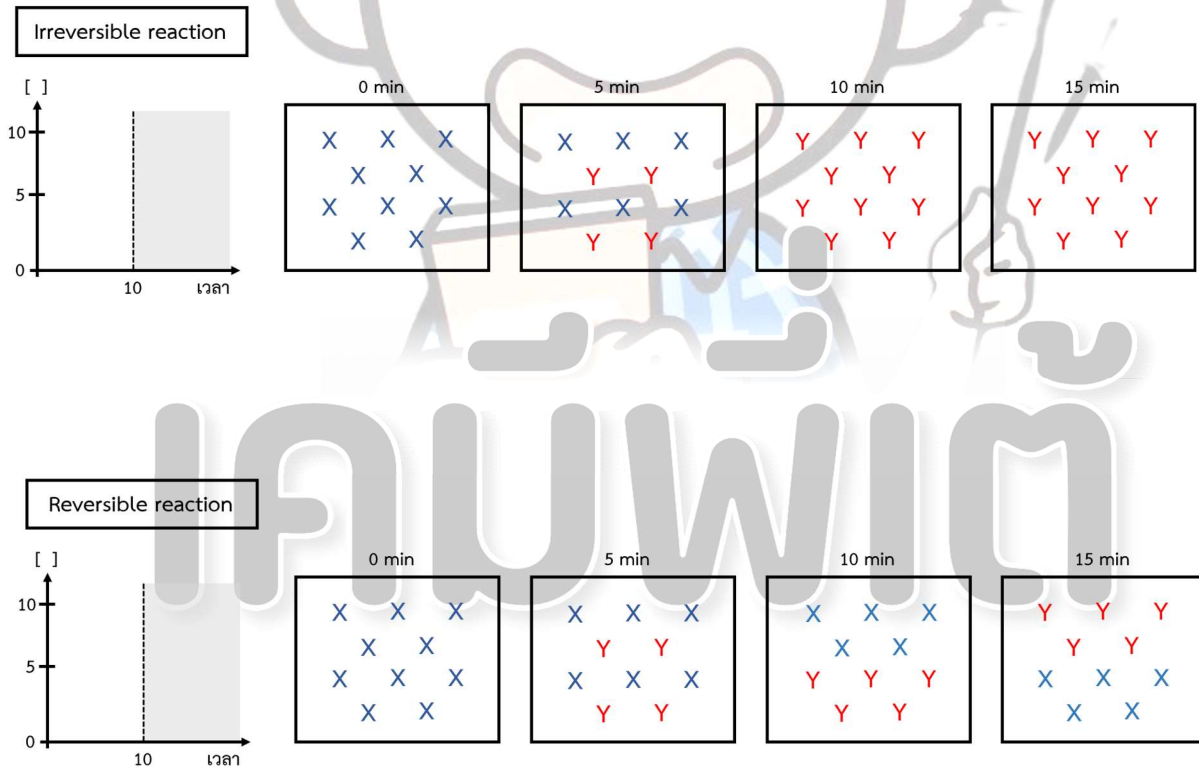 Irreversible reaction
[ ]
10
5
0
10 เวลา
0 min 5 min 10 min 15 min
X X X X X X Y Y Y Y Y Y
X X Y Y Y Y Y Y
X X X X X X Y Y Y Y Y Y
X X Y Y Y Y Y Y
เคมีพี่เต้
Reversible reaction
[ ]
10
5
0
10 เวลา
0 min 5 min 10 min 15 min
X X X X X X X X X Y Y Y
X X Y Y X X Y Y
X X X X X X Y Y Y X X X
X X Y Y Y Y X X